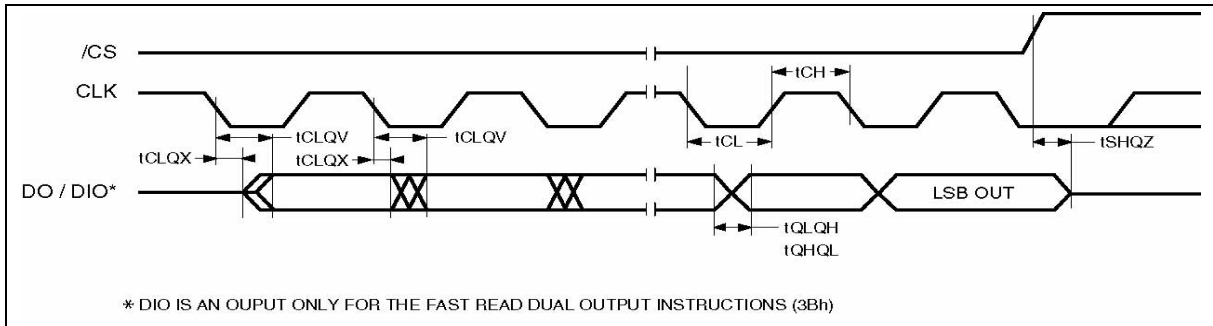 /CS
CLK
tCH
tCLQV
tCLQV
tCL
tSHQZ
tCLQX
tCLQX
DO / DIO*
LSB OUT
tQLQH
tQHQL
* DIO IS AN OUPUT ONLY FOR THE FAST READ DUAL OUTPUT INSTRUCTIONS (3Bh)